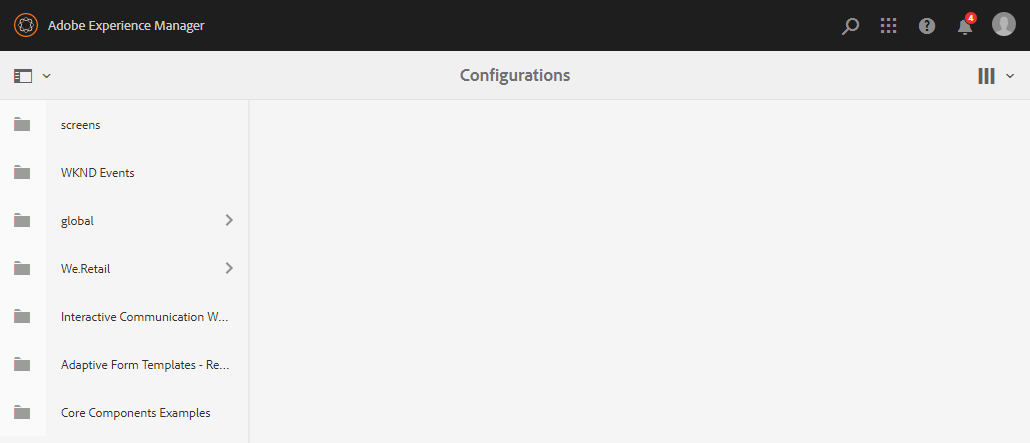 Adobe Experience Manager
4
Configurations
screens
WKND Events
global
We.Retail
Interactive Communication W...
Adaptive Form Templates - Re...
Core Components Examples